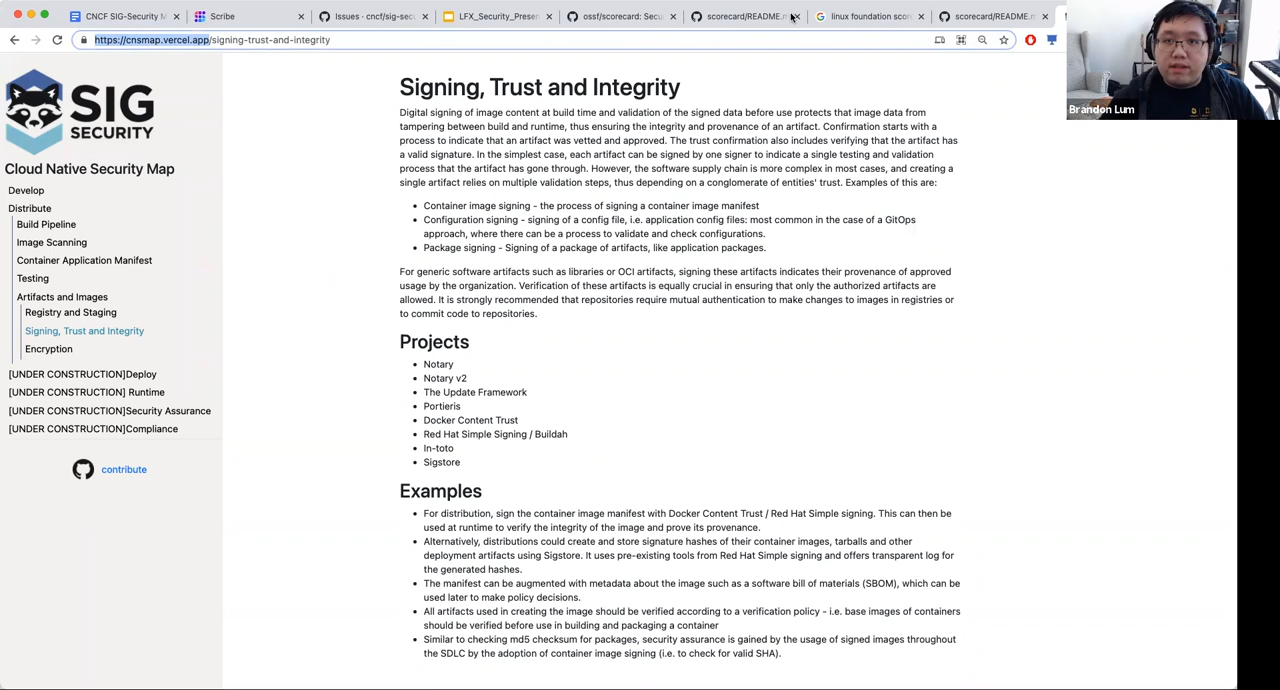 CNCF SIG-Security M
Scribe
Issues · cncf/sig-sec
LFX_Security_Presen
ossf/scorecard: Secu
scorecard/README.m
linux foundation scor
scorecard/README.m
https://cnsmap.vercel.app/signing-trust-and-integrity
Brandon Lum
SIG
SECURITY
Cloud Native Security Map
Develop
Distribute
Build Pipeline
Image Scanning
Container Application Manifest
Testing
Artifacts and Images
Registry and Staging
Signing, Trust and Integrity
Encryption
[UNDER CONSTRUCTION]Deploy
[UNDER CONSTRUCTION] Runtime
[UNDER CONSTRUCTION]Security Assurance
[UNDER CONSTRUCTION]Compliance
contribute
Signing, Trust and Integrity
Digital signing of image content at build time and validation of the signed data before use protects that image data from
tampering between build and runtime, thus ensuring the integrity and provenance of an artifact. Confirmation starts with a
process to indicate that an artifact was vetted and approved. The trust confirmation also includes verifying that the artifact has
a valid signature. In the simplest case, each artifact can be signed by one signer to indicate a single testing and validation
process that the artifact has gone through. However, the software supply chain is more complex in most cases, and creating a
single artifact relies on multiple validation steps, thus depending on a conglomerate of entities' trust. Examples of this are:
• Container image signing - the process of signing a container image manifest
• Configuration signing - signing of a config file, i.e. application config files: most common in the case of a GitOps
approach, where there can be a process to validate and check configurations.
• Package signing - Signing of a package of artifacts, like application packages.
For generic software artifacts such as libraries or OCI artifacts, signing these artifacts indicates their provenance of approved
usage by the organization. Verification of these artifacts is equally crucial in ensuring that only the authorized artifacts are
allowed. It is strongly recommended that repositories require mutual authentication to make changes to images in registries or
to commit code to repositories.
Projects
• Notary
• Notary v2
• The Update Framework
• Portieris
• Docker Content Trust
• Red Hat Simple Signing / Buildah
• In-toto
• Sigstore
Examples
• For distribution, sign the container image manifest with Docker Content Trust / Red Hat Simple signing. This can then be
used at runtime to verify the integrity of the image and prove its provenance.
• Alternatively, distributions could create and store signature hashes of their container images, tarballs and other
deployment artifacts using Sigstore. It uses pre-existing tools from Red Hat Simple signing and offers transparent log for
the generated hashes.
• The manifest can be augmented with metadata about the image such as a software bill of materials (SBOM), which can be
used later to make policy decisions.
• All artifacts used in creating the image should be verified according to a verification policy - i.e. base images of containers
should be verified before use in building and packaging a container
• Similar to checking md5 checksum for packages, security assurance is gained by the usage of signed images throughout
the SDLC by the adoption of container image signing (i.e. to check for valid SHA).